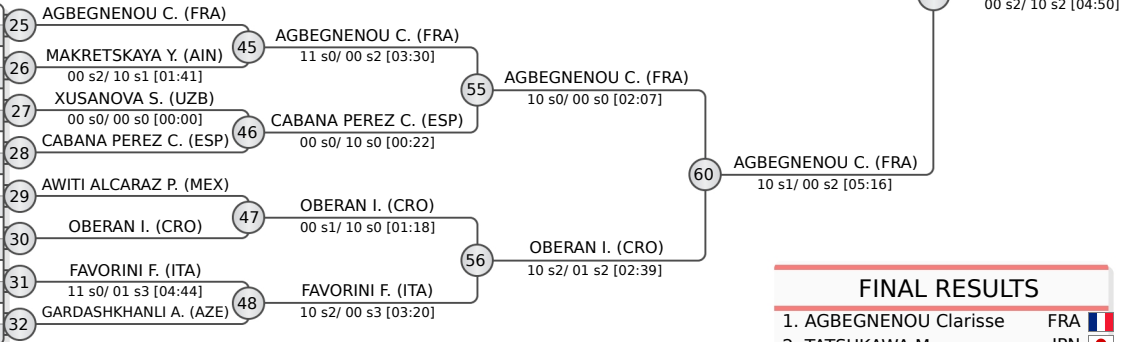 00 s2/ 10 s2 [04:50]
25
AGBEGNENOU C. (FRA)
45
AGBEGNENOU C. (FRA)
11 s0/ 00 s2 [03:30]
26
MAKRETSKAYA Y. (AIN)
00 s2/ 10 s1 [01:41]
55
AGBEGNENOU C. (FRA)
10 s0/ 00 s0 [02:07]
27
XUSANOVA S. (UZB)
00 s0/ 00 s0 [00:00]
46
CABANA PEREZ C. (ESP)
00 s0/ 10 s0 [00:22]
28
CABANA PEREZ C. (ESP)
60
AGBEGNENOU C. (FRA)
10 s1/ 00 s2 [05:16]
29
AWITI ALCARAZ P. (MEX)
47
OBERAN I. (CRO)
00 s1/ 10 s0 [01:18]
30
OBERAN I. (CRO)
56
OBERAN I. (CRO)
10 s2/ 01 s2 [02:39]
31
FAVORINI F. (ITA)
11 s0/ 01 s3 [04:44]
48
FAVORINI F. (ITA)
10 s2/ 00 s3 [03:20]
32
GARDASHKHANLI A. (AZE)
FINAL RESULTS
1. AGBEGNENOU Clarisse FRA